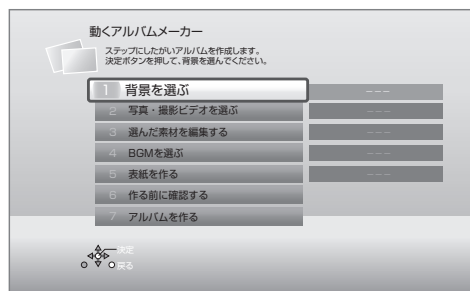 動くアルバムメーカー
ステップにしたがいアルバムを作成します。
決定ボタンを押して、背景を選んでください。
1 背景を選ぶ ---
2 写真・撮影ビデオを選ぶ ---
3 選んだ素材を編集する ---
4 BGMを選ぶ ---
5 表紙を作る ---
6 作る前に確認する
7 アルバムを作る
決定
戻る